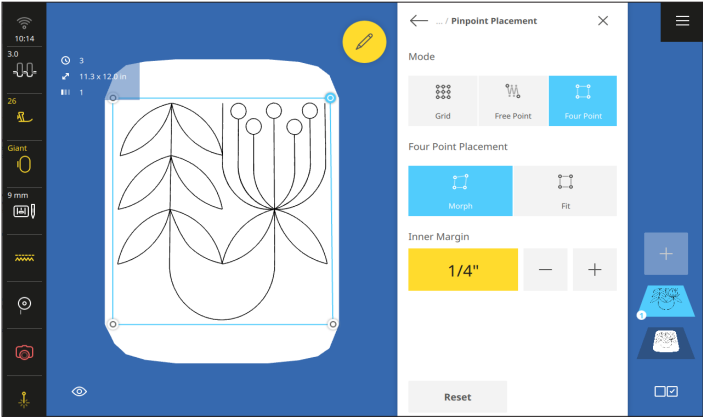 10:14
3.0
26
Giant
9 mm
3
11.3 x 12.0 in
1
... / Pinpoint Placement
Mode
Grid
Free Point
Four Point
Four Point Placement
Morph
Fit
Inner Margin
1/4"
Reset
1